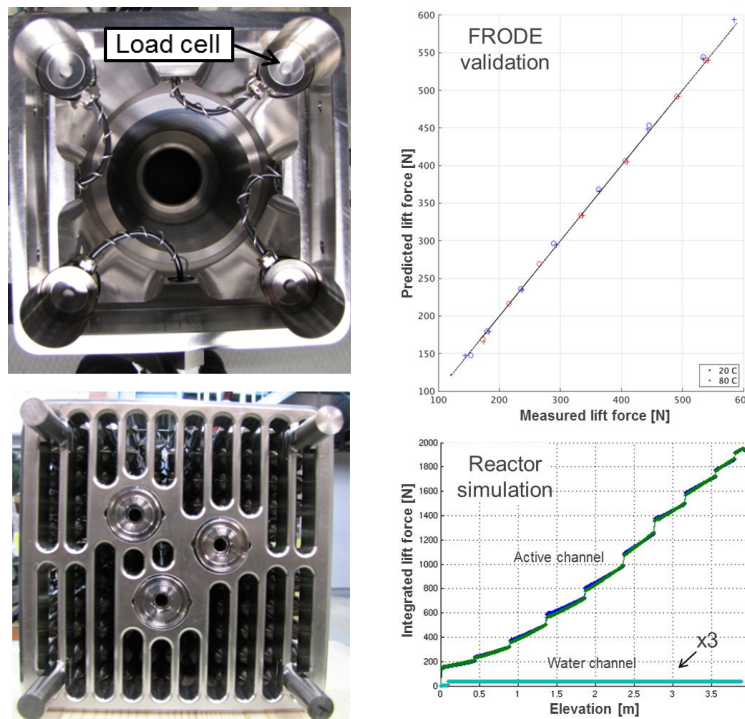 Load cell
FRODE
validation
Predicted lift force [N]
600
550
500
450
400
350
300
250
200
150
100
100
200
300
400
500
60
20 C
80 C
Measured lift force [N]
Reactor
simulation
Integrated lift force [N]
2000
1800
1600
1400
1200
1000
800
600
400
200
0
Active channel
x3
Water channel
0
0.5
1
1.5
2
2.5
3
3.5
Elevation [m]